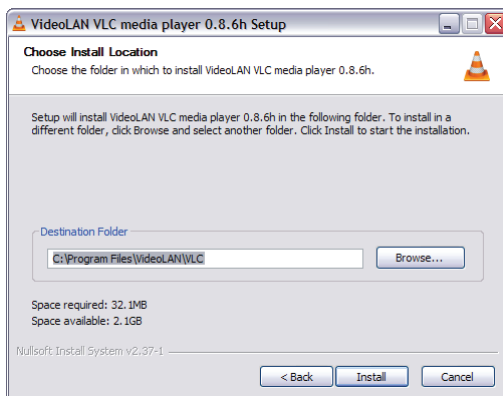 VideoLAN VLC media player 0.8.6h Setup
Choose Install Location
Choose the folder in which to install VideoLAN VLC media player 0.8.6h.
Setup will install VideoLAN VLC media player 0.8.6h in the following folder. To install in a
different folder, click Browse and select another folder. Click Install to start the installation.
Destination Folder
C:\Program Files\VideoLAN\VLC
Browse...
Space required: 32.1MB
Space available: 2.1GB
Nullsoft Install System v2.37-1
< Back Install Cancel